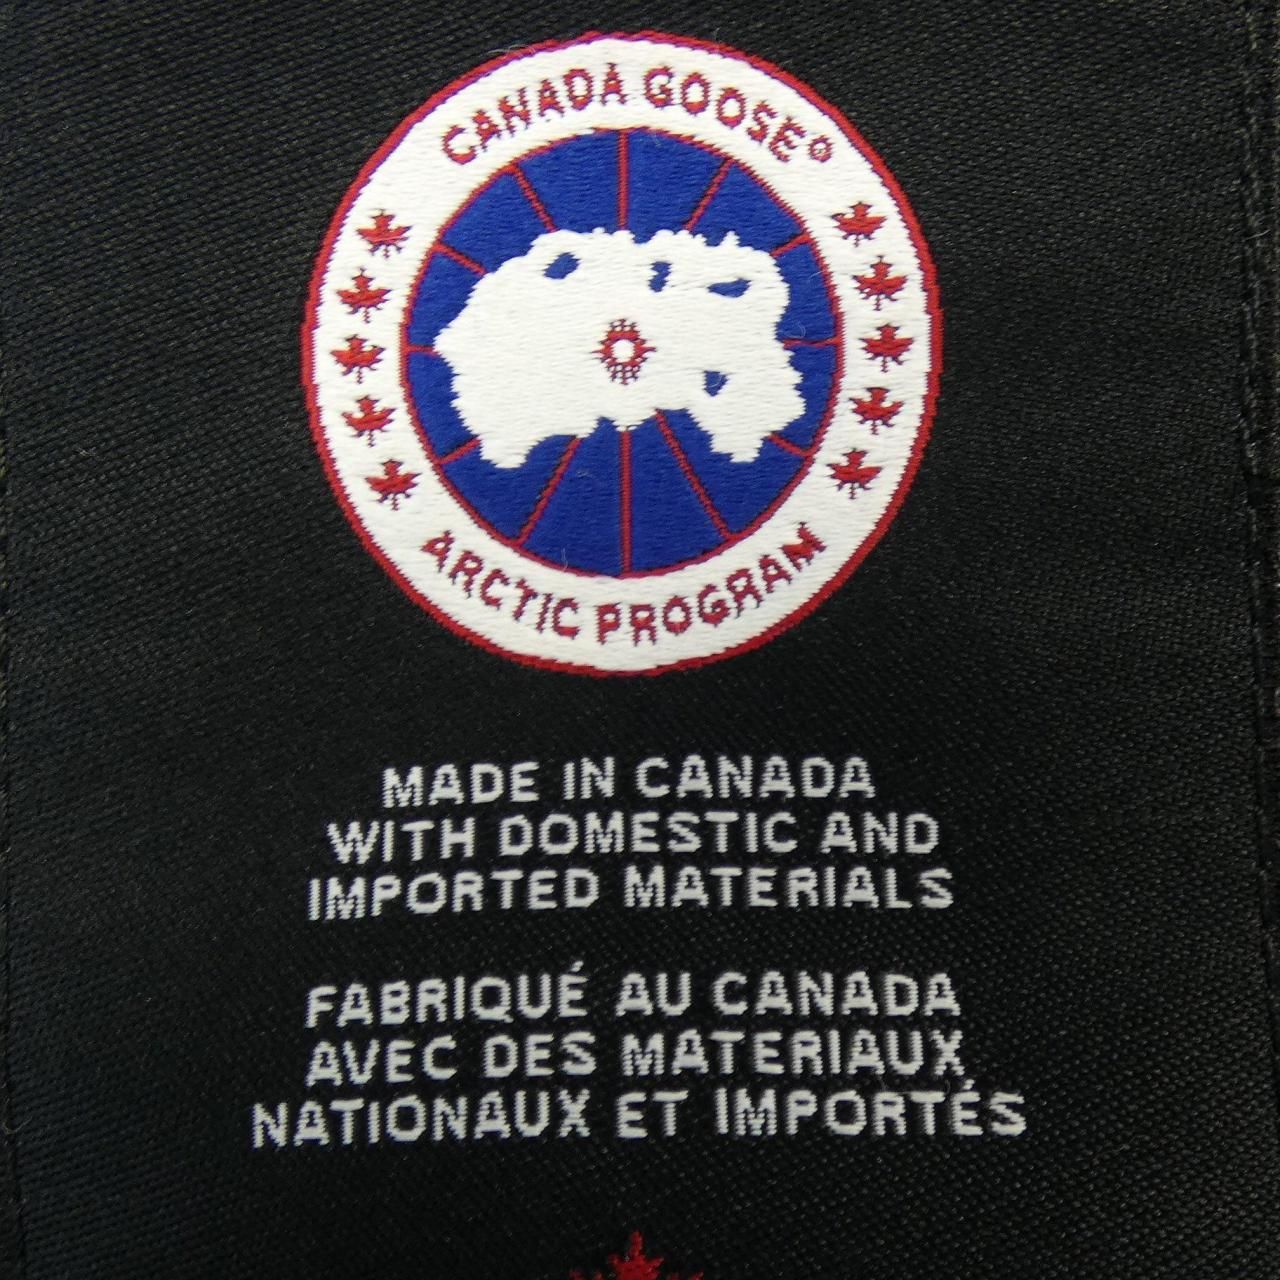 CANADA GOOSE®
ARCTIC PROGRAM
MADE IN CANADA
WITH DOMESTIC AND
IMPORTED MATERIALS
FABRIQUÉ AU CANADA
AVEC DES MATERIAUX
NATIONAUX ET IMPORTÉS